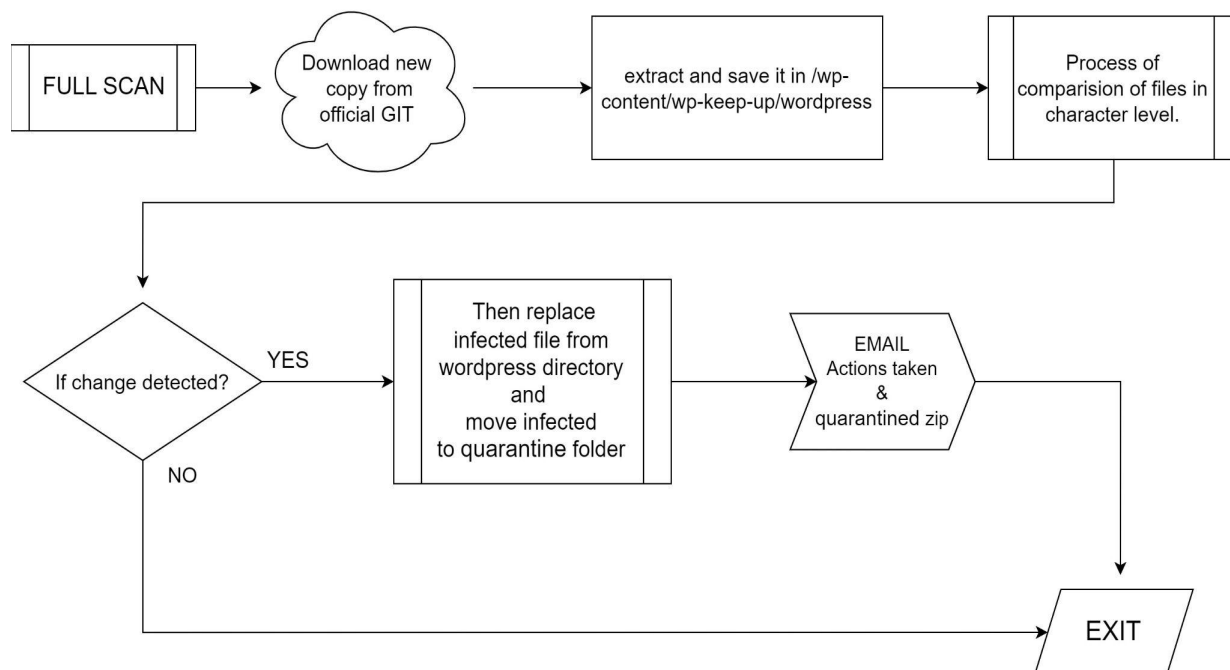 FULL SCAN
Download new
copy from
official GIT
extract and save it in /wp-
content/wp-keep-up/wordpress
Process of
comparision of files in
character level.
If change detected?
YES
NO
Then replace
infected file from
wordpress directory
and
move infected
to quarantine folder
EMAIL
Actions taken
&
quarantined zip
EXIT